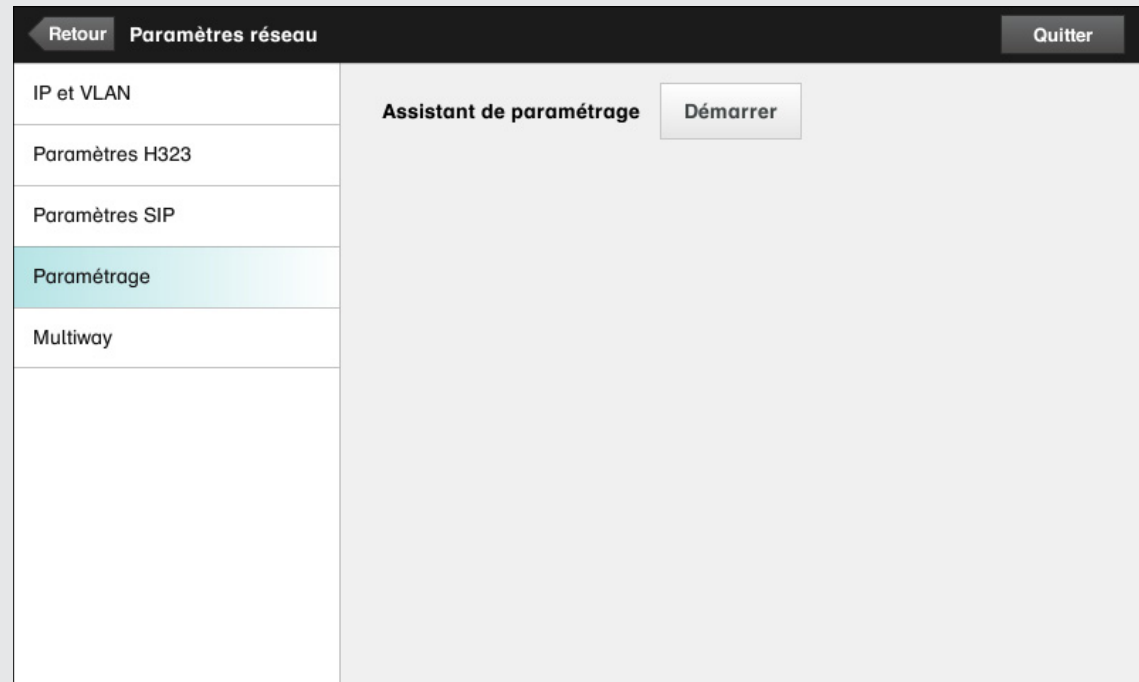 Retour Paramètres réseau Quitter
IP et VLAN
Paramètres H323
Paramètres SIP
Paramétrage
Multiway
Assistant de paramétrage Démarrer